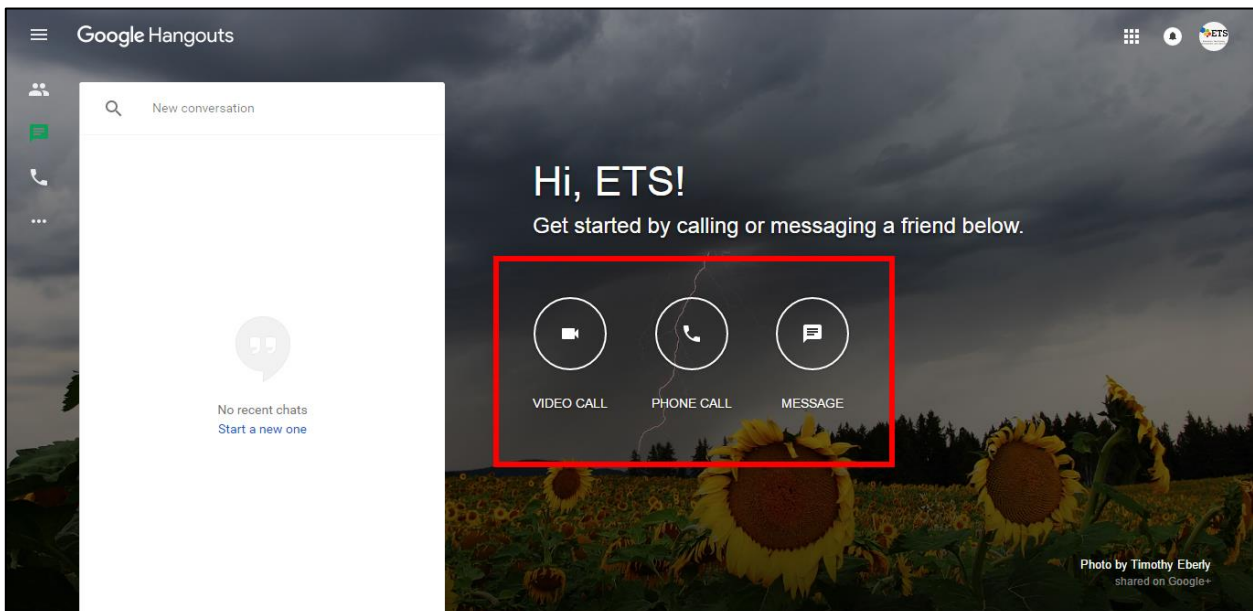 Google Hangouts
ETS
New conversation
Hi, ETS!
Get started by calling or messaging a friend below.
VIDEO CALL
PHONE CALL
MESSAGE
No recent chats
Start a new one
Photo by Timothy Eberly
shared on Google+